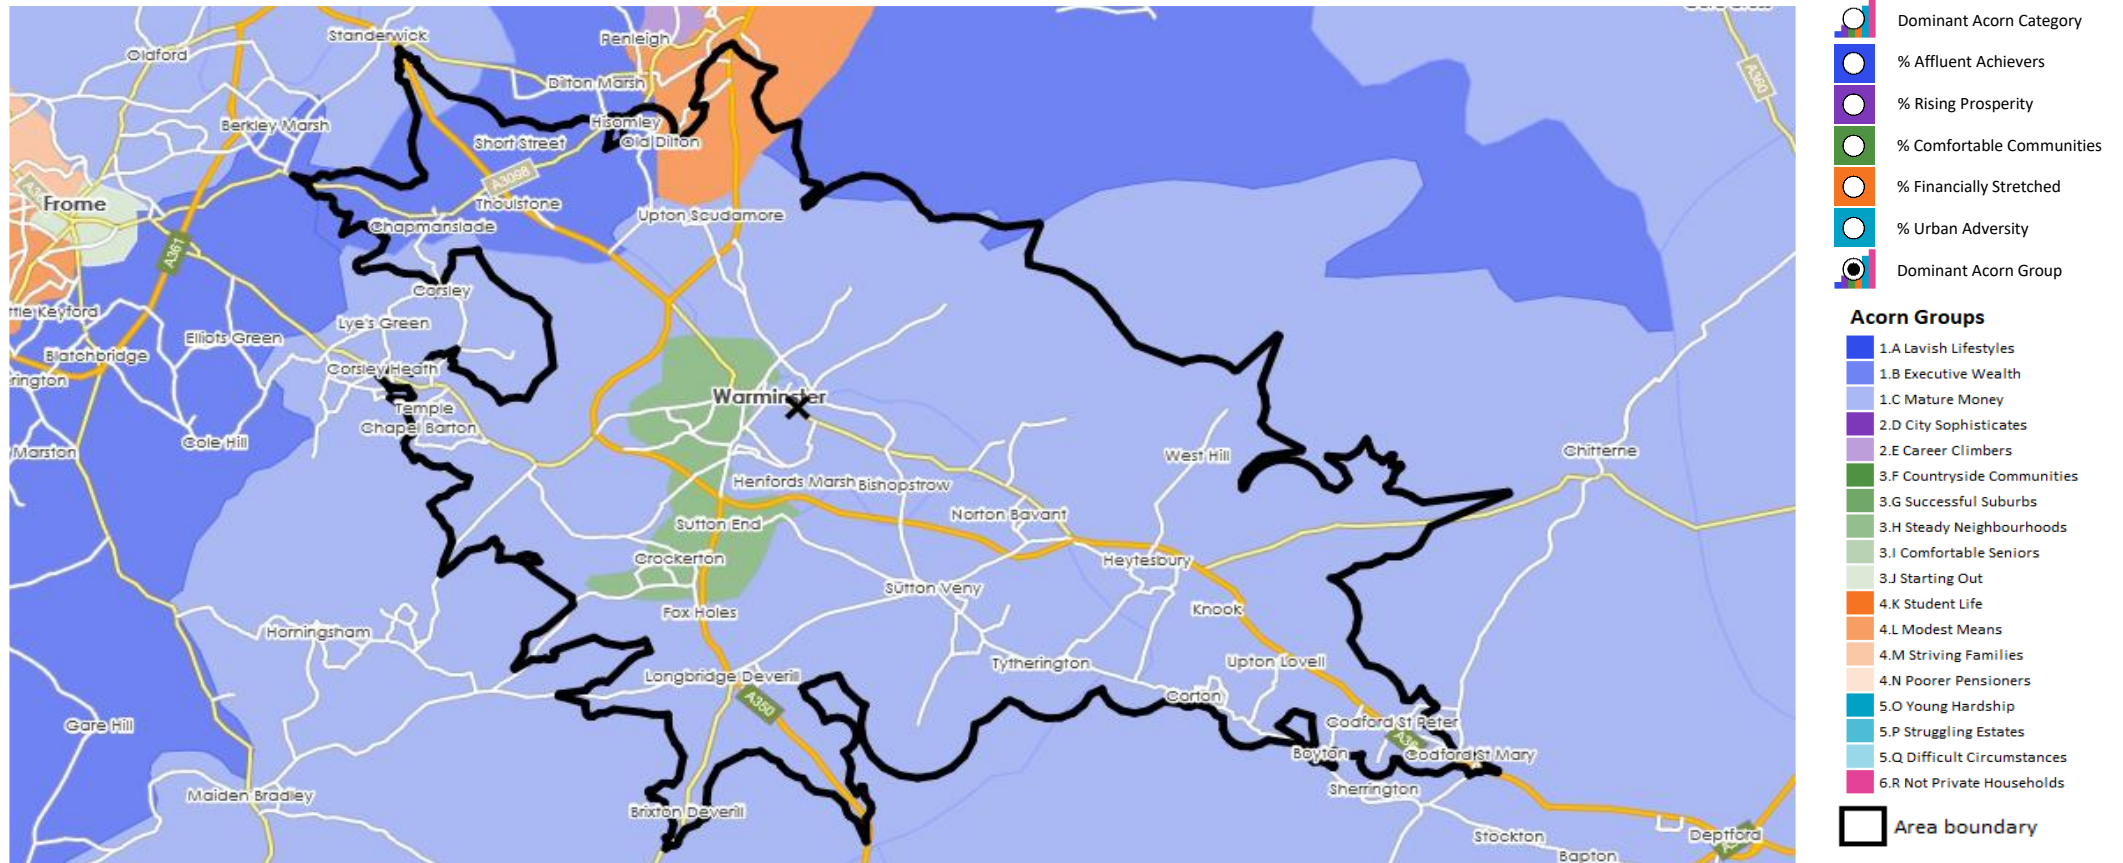 Standerwick
Oldford
Penleigh
Dilton Marsh
Berkley Marsh
Hisomley
Short Street
Old Dilton
A3098
A360
Frome
Thoulstone
Upton Scudamore
Chapmanslade
A361
Corsley
Lye's Green
Elliots Green
Blatchbridge
Corsley Heath
Warminster
Temple
Chapel Barton
Cole Hill
Marston
West Hill
Chitterne
Henfords Marsh
Bishopstrow
Norton Bavant
Sutton End
Crockerton
Heytesbury
Sutton Veny
Fox Holes
Knook
Horningsham
Tytherington
Upton Lovell
Longbridge Deverill
A350
Corton
Gare Hill
Codford St Peter
Boyton
Codford St Mary
Maiden Bradley
Sherrington
Brixton Deverill
Stockton
Deptford
Bapton
Dominant Acorn Category
% Affluent Achievers
% Rising Prosperity
% Comfortable Communities
% Financially Stretched
% Urban Adversity
Dominant Acorn Group
Acorn Groups
1.A Lavish Lifestyles
1.B Executive Wealth
1.C Mature Money
2.D City Sophisticates
2.E Career Climbers
3.F Countryside Communities
3.G Successful Suburbs
3.H Steady Neighbourhoods
3.I Comfortable Seniors
3.J Starting Out
4.K Student Life
4.L Modest Means
4.M Striving Families
4.N Poorer Pensioners
5.O Young Hardship
5.P Struggling Estates
5.Q Difficult Circumstances
6.R Not Private Households
Area boundary